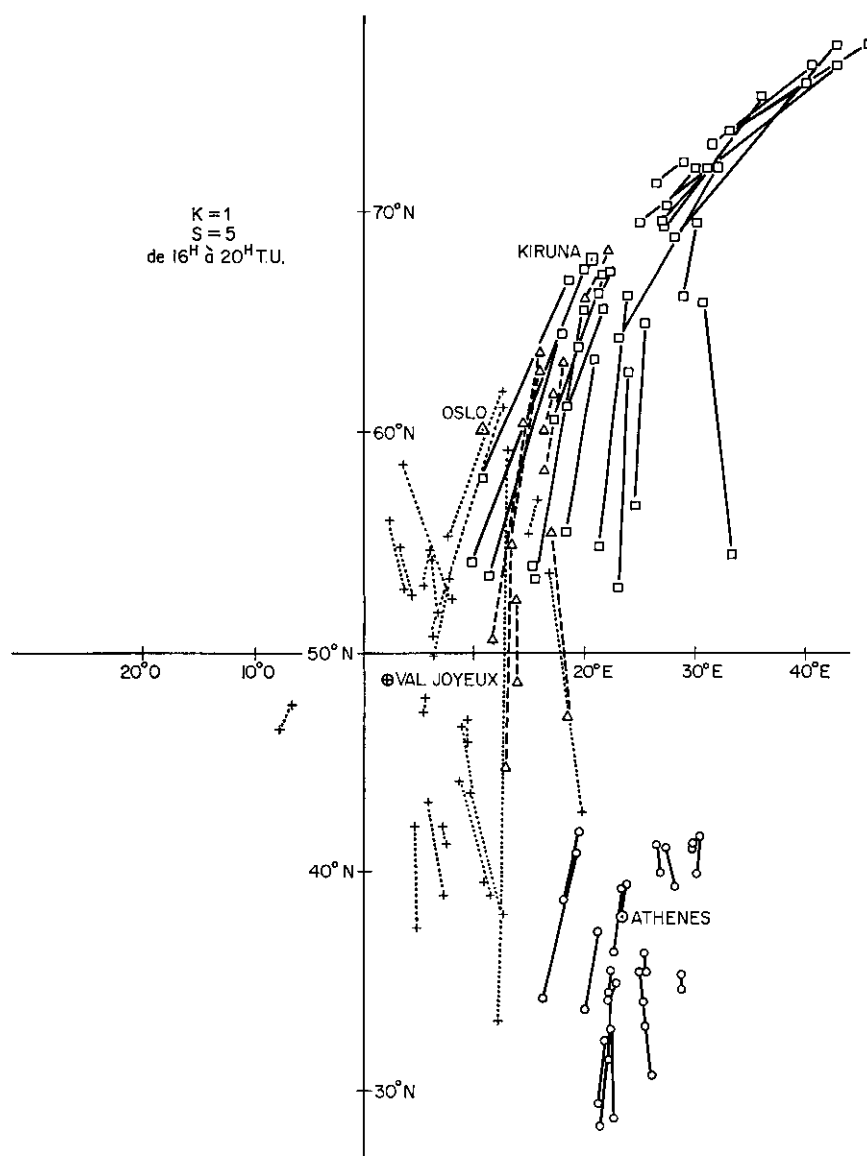 70°N
K = 1
S = 5
de 16ᴴ à 20ᴴ T.U.
KIRUNA
OSLO
60°N
20°O
10°O
50°N
20°E
30°E
40°E
VAL JOYEUX
40°N
ATHENES
30°N